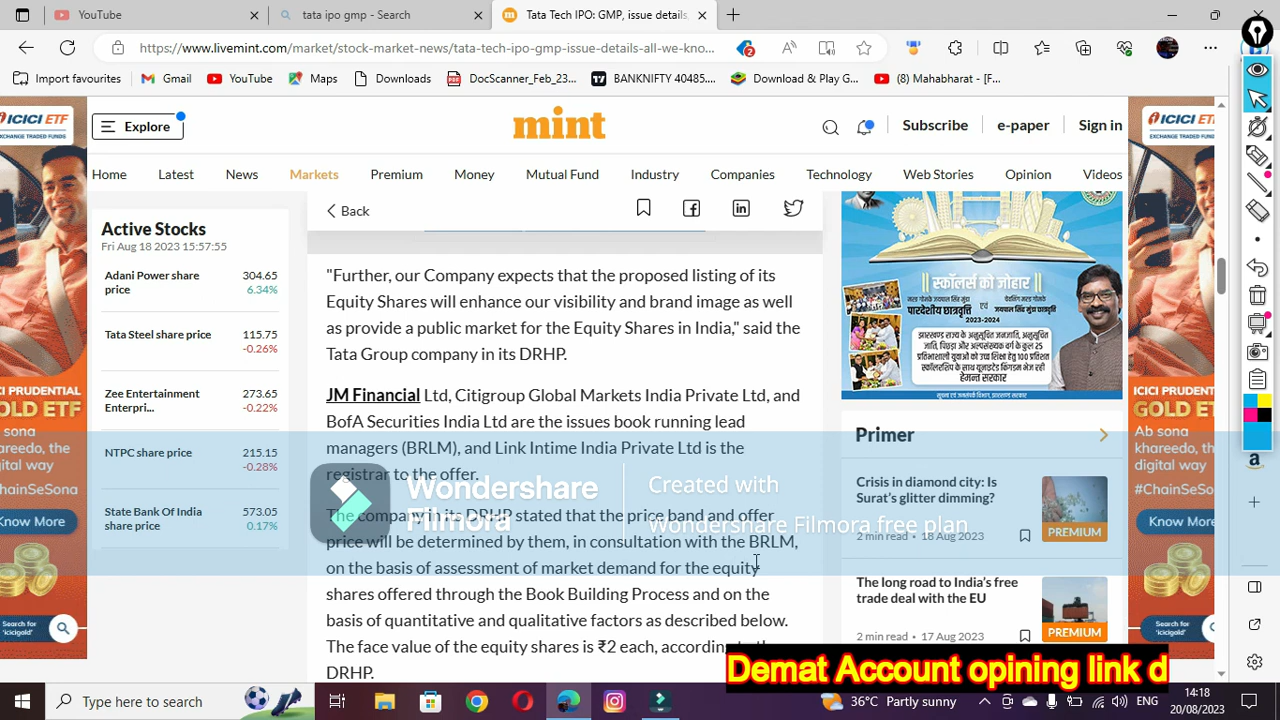 YouTube
tata ipo gmp - Search
Tata Tech IPO: GMP, issue details,
https://www.livemint.com/market/stock-market-news/tata-tech-ipo-gmp-issue-details-all-we-kno...
2
Import favourites
Gmail
YouTube
Maps
Downloads
DocScanner_Feb_23...
BANKNIFTY 40485....
Download & Play G...
(8) Mahabharat - [F...
ICICI ETF
EXCHANGE TRADED FUNDS
Explore
mint
Subscribe
e-paper
Sign in
Home
Latest
News
Markets
Premium
Money
Mutual Fund
Industry
Companies
Technology
Web Stories
Opinion
Videos
Active Stocks
Fri Aug 18 2023 15:57:55
Adani Power share price
304.65
6.34%
Tata Steel share price
115.75
-0.26%
Zee Entertainment Enterpri...
273.65
-0.22%
NTPC share price
215.15
-0.28%
State Bank Of India share price
573.05
0.17%
Back
"Further, our Company expects that the proposed listing of its
Equity Shares will enhance our visibility and brand image as well
as provide a public market for the Equity Shares in India," said the
Tata Group company in its DRHP.
JM Financial Ltd, Citigroup Global Markets India Private Ltd, and
BofA Securities India Ltd are the issues book running lead
managers (BRLM), and Link Intime India Private Ltd is the
registrar to the offer.
The company in its DRHP stated that the price band and offer
price will be determined by them, in consultation with the BRLM,
on the basis of assessment of market demand for the equity
shares offered through the Book Building Process and on the
basis of quantitative and qualitative factors as described below.
The face value of the equity shares is ₹2 each, according to the
DRHP.
Wondershare
Filmora
Created with
Wondershare Filmora free plan
स्कॉलर्स को जोहार
मरङ गोमके जयपाल सिंह मुंडा
पारदेशीय छात्रवृत्ति
एवं
2023-2024
हेमन्त सरकार
Primer
Crisis in diamond city: Is
Surat's glitter dimming?
2 min read • 18 Aug 2023
PREMIUM
The long road to India's free
trade deal with the EU
2 min read • 17 Aug 2023
PREMIUM
ICICI PRUDENTIAL
GOLD ETF
Ab sona
khareedo, the
digital way
#ChainSeSona
Know More
Search for
'icicigold'
Demat Account opining link d
Type here to search
36°C Partly sunny
ENG
14:18
20/08/2023